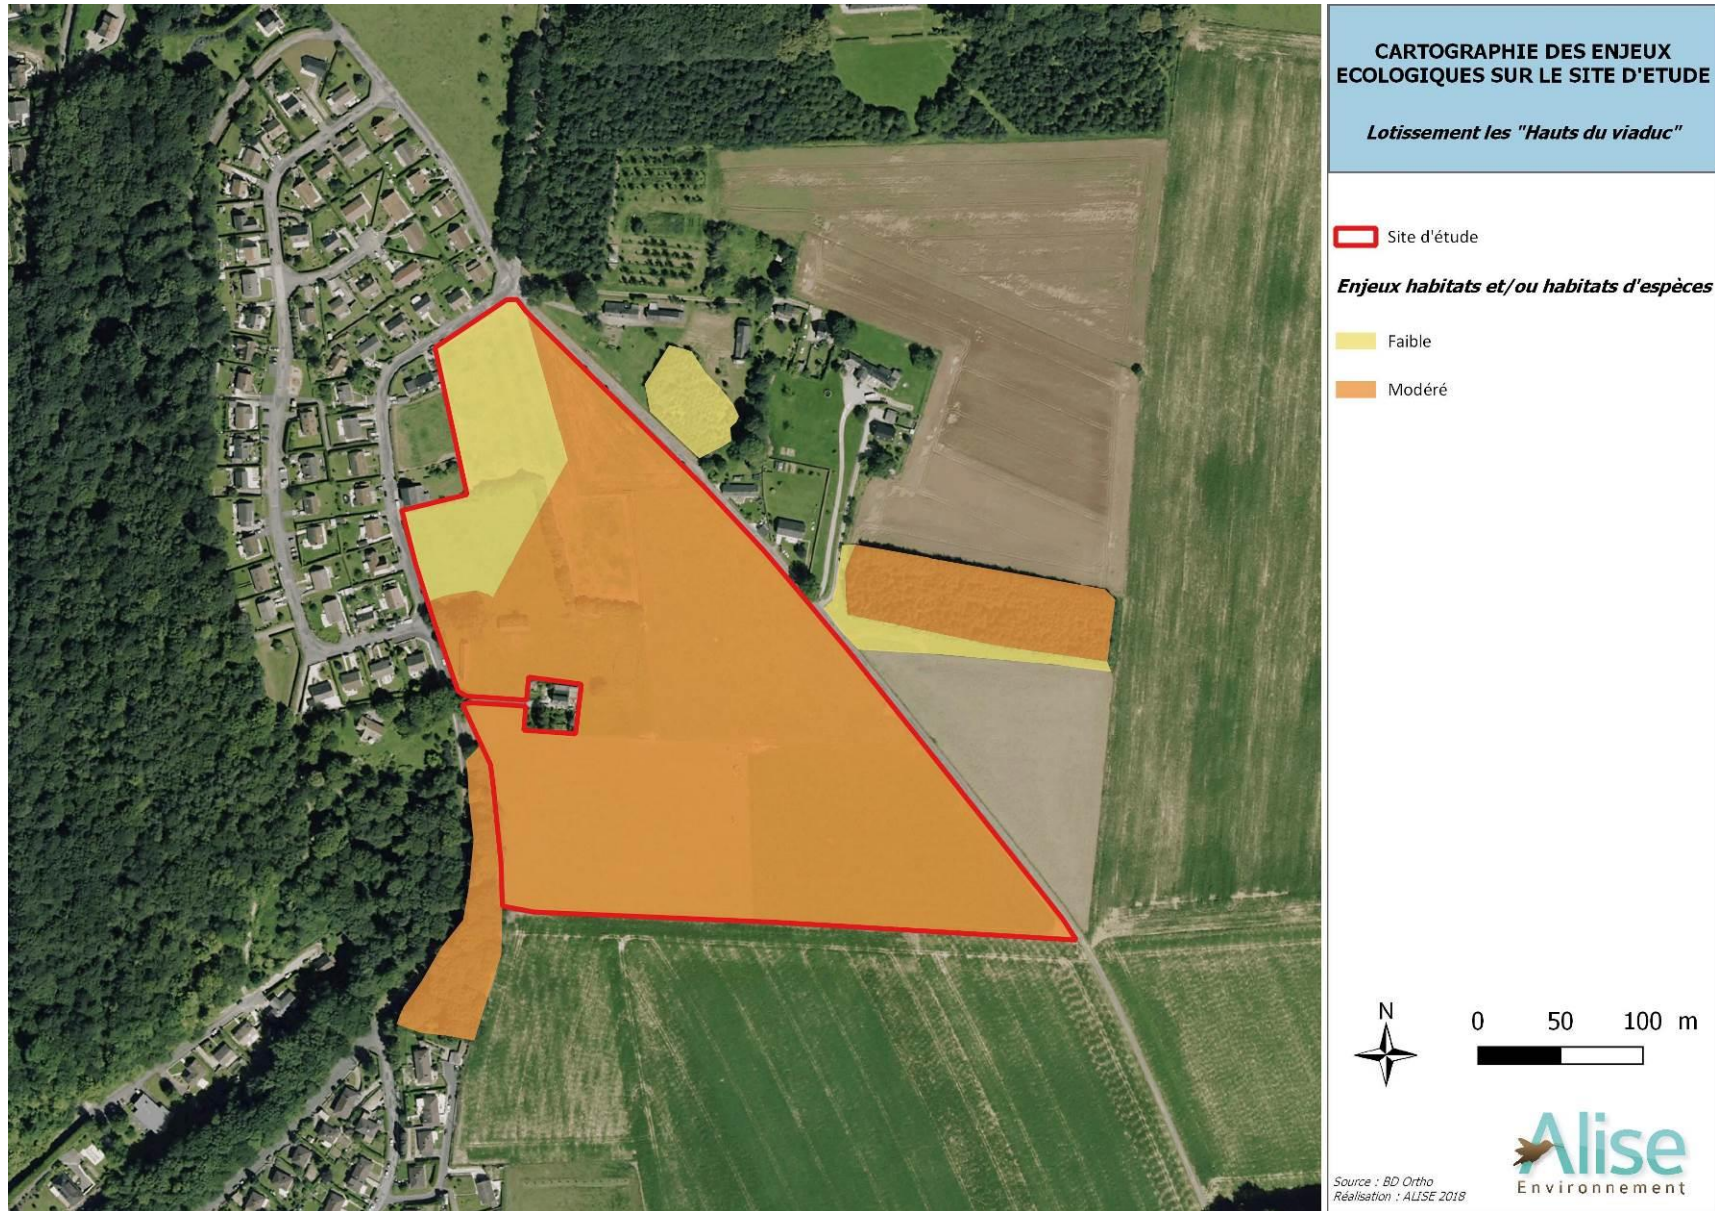 CARTOGRAPHIE DES ENJEUX
ECOLOGIQUES SUR LE SITE D'ETUDE
Lotissement les "Hauts du viaduc"
Site d'étude
Enjeux habitats et/ou habitats d'espèces
Faible
Modéré
N
0 50 100 m
Source : BD Ortho
Réalisation : ALISE 2018
Alise
Environnement